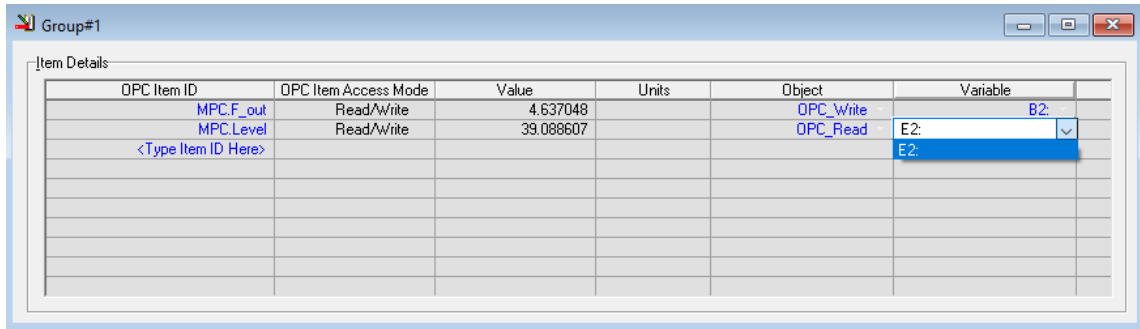 Group#1
Item Details
OPC Item ID OPC Item Access Mode Value Units Object Variable
MPC.F_out Read/Write 4.637048 OPC_Write B2:
MPC.Level Read/Write 39.088607 OPC_Read E2:
<Type Item ID Here> E2: